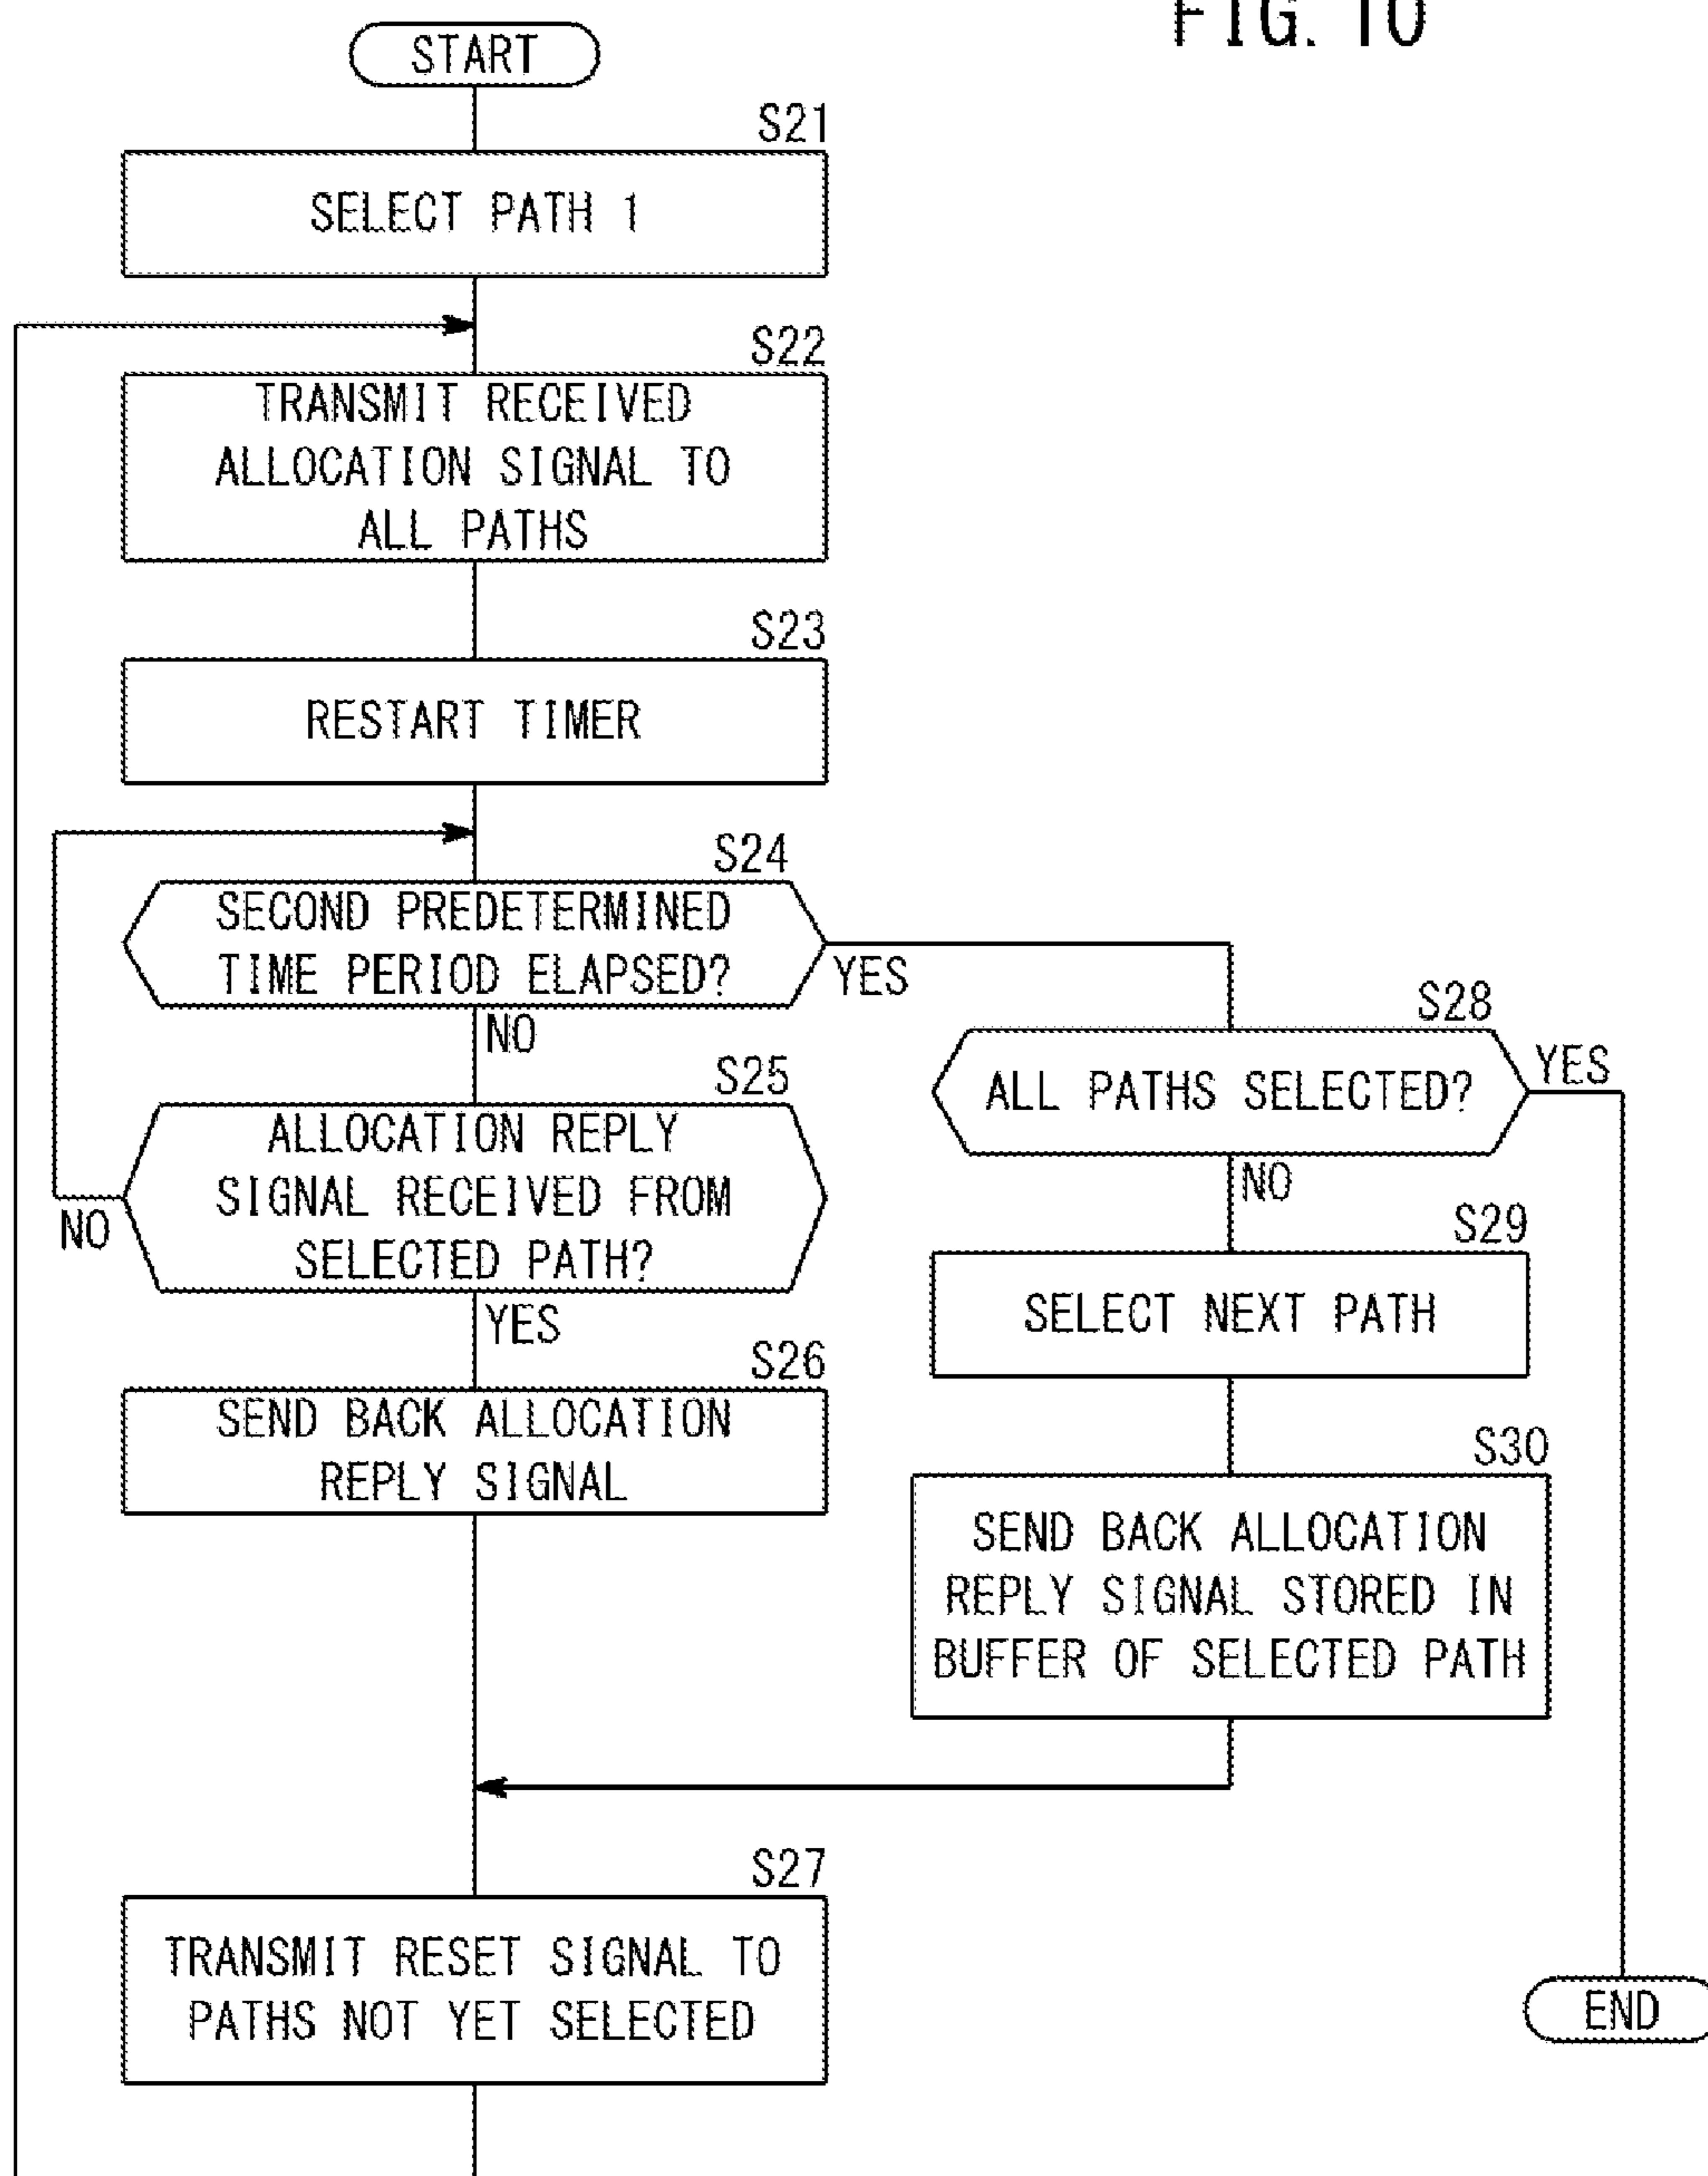 FIG. 10
START
S21
SELECT PATH 1
S22
TRANSMIT RECEIVED
ALLOCATION SIGNAL TO
ALL PATHS
S23
RESTART TIMER
S24
SECOND PREDETERMINED
TIME PERIOD ELAPSED?
YES
NO
S25
ALLOCATION REPLY
SIGNAL RECEIVED FROM
SELECTED PATH?
NO
YES
S26
SEND BACK ALLOCATION
REPLY SIGNAL
S28
ALL PATHS SELECTED?
YES
NO
S29
SELECT NEXT PATH
S30
SEND BACK ALLOCATION
REPLY SIGNAL STORED IN
BUFFER OF SELECTED PATH
S27
TRANSMIT RESET SIGNAL TO
PATHS NOT YET SELECTED
END